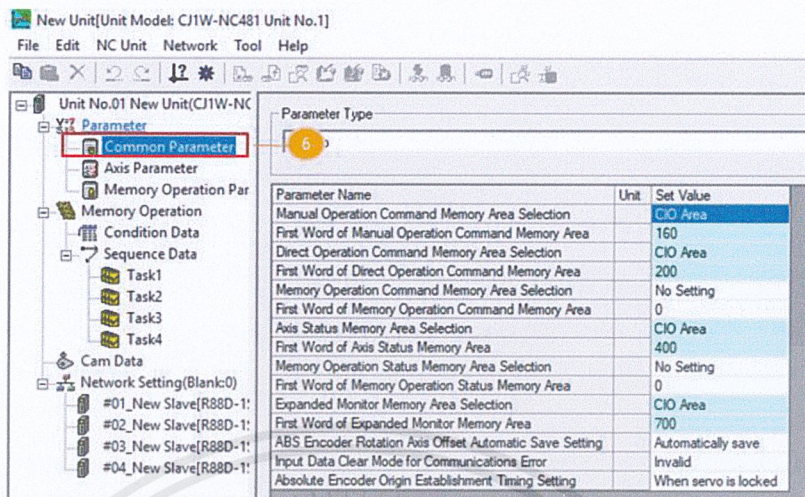 New Unit[Unit Model: CJ1W-NC481 Unit No.1]
File Edit NC Unit Network Tool Help
Unit No.01 New Unit(CJ1W-NC
Parameter
Common Parameter
Axis Parameter
Memory Operation Par
Memory Operation
Condition Data
Sequence Data
Task1
Task2
Task3
Task4
Cam Data
Network Setting(Blank:0)
#01_New Slave[R88D-1
#02_New Slave[R88D-1
#03_New Slave[R88D-1
#04_New Slave[R88D-1
6
Parameter Type
Parameter Name Unit Set Value
Manual Operation Command Memory Area Selection CIO Area
First Word of Manual Operation Command Memory Area 160
Direct Operation Command Memory Area Selection CIO Area
First Word of Direct Operation Command Memory Area 200
Memory Operation Command Memory Area Selection No Setting
First Word of Memory Operation Command Memory Area 0
Axis Status Memory Area Selection CIO Area
First Word of Axis Status Memory Area 400
Memory Operation Status Memory Area Selection No Setting
First Word of Memory Operation Status Memory Area 0
Expanded Monitor Memory Area Selection CIO Area
First Word of Expanded Monitor Memory Area 700
ABS Encoder Rotation Axis Offset Automatic Save Setting Automatically save
Input Data Clear Mode for Communications Error Invalid
Absolute Encoder Origin Establishment Timing Setting When servo is locked